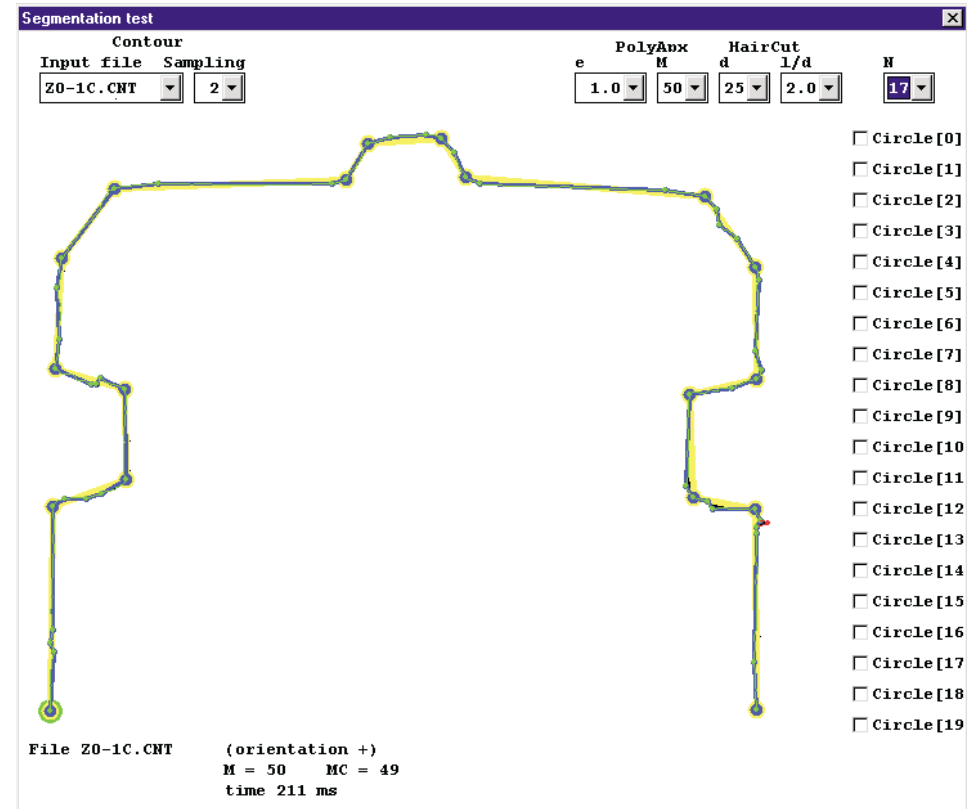 Segmentation test
Contour
Input file Sampling
Z0-1C.CNT 2
PolyApx HairCut
e M d l/d N
1.0 50 25 2.0 17
Circle[0]
Circle[1]
Circle[2]
Circle[3]
Circle[4]
Circle[5]
Circle[6]
Circle[7]
Circle[8]
Circle[9]
Circle[10
Circle[11
Circle[12
Circle[13
Circle[14
Circle[15
Circle[16
Circle[17
Circle[18
Circle[19
File Z0-1C.CNT (orientation +)
M = 50 MC = 49
time 211 ms